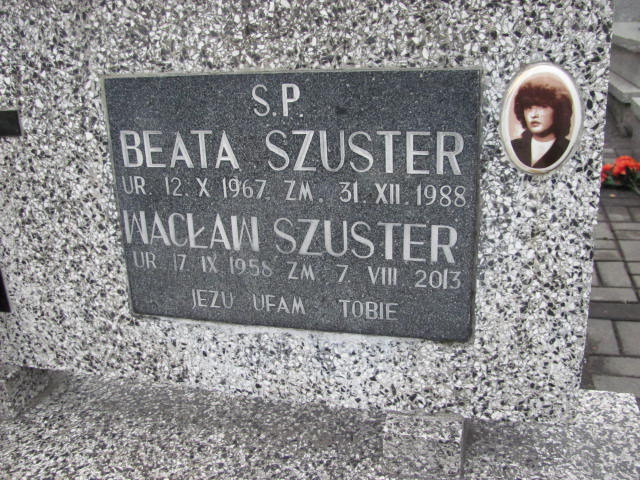 S.P.
BEATA SZUSTER
UR. 12. X 1967 ZM. 31. XII. 1988
WACŁAW SZUSTER
UR 17 IX 1958 ZM 7 VIII 2013
JEZU UFAM TOBIE